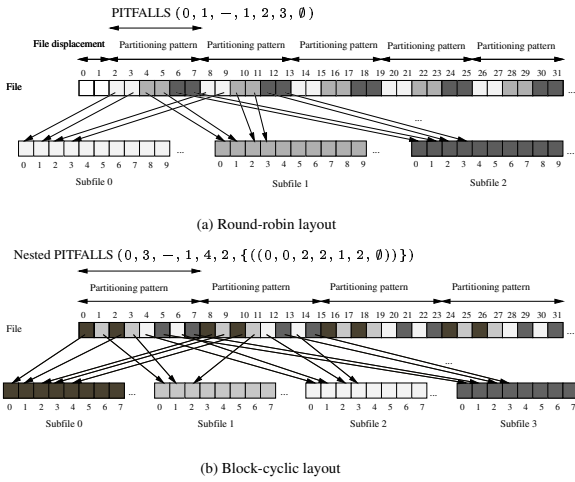 PITFALLS (0, 1, −, 1, 2, 3, ∅)
File displacement Partitioning pattern Partitioning pattern Partitioning pattern Partitioning pattern Partitioning pattern
0 1 2 3 4 5 6 7 8 9 10 11 12 13 14 15 16 17 18 19 20 21 22 23 24 25 26 27 28 29 30 31
File ...
...
... ...
0 1 2 3 4 5 6 7 8 9 0 1 2 3 4 5 6 7 8 9 0 1 2 3 4 5 6 7 8 9
Subfile 0 Subfile 1 Subfile 2
(a) Round-robin layout
Nested PITFALLS (0, 3, −, 1, 4, 2, {((0, 0, 2, 2, 1, 2, ∅))})
Partitioning pattern Partitioning pattern Partitioning pattern Partitioning pattern
0 1 2 3 4 5 6 7 8 9 10 11 12 13 14 15 16 17 18 19 20 21 22 23 24 25 26 27 28 29 30 31
File ...
...
... ... ...
0 1 2 3 4 5 6 7 0 1 2 3 4 5 6 7 0 1 2 3 4 5 6 7 0 1 2 3 4 5 6 7
Subfile 0 Subfile 1 Subfile 2 Subfile 3
(b) Block-cyclic layout